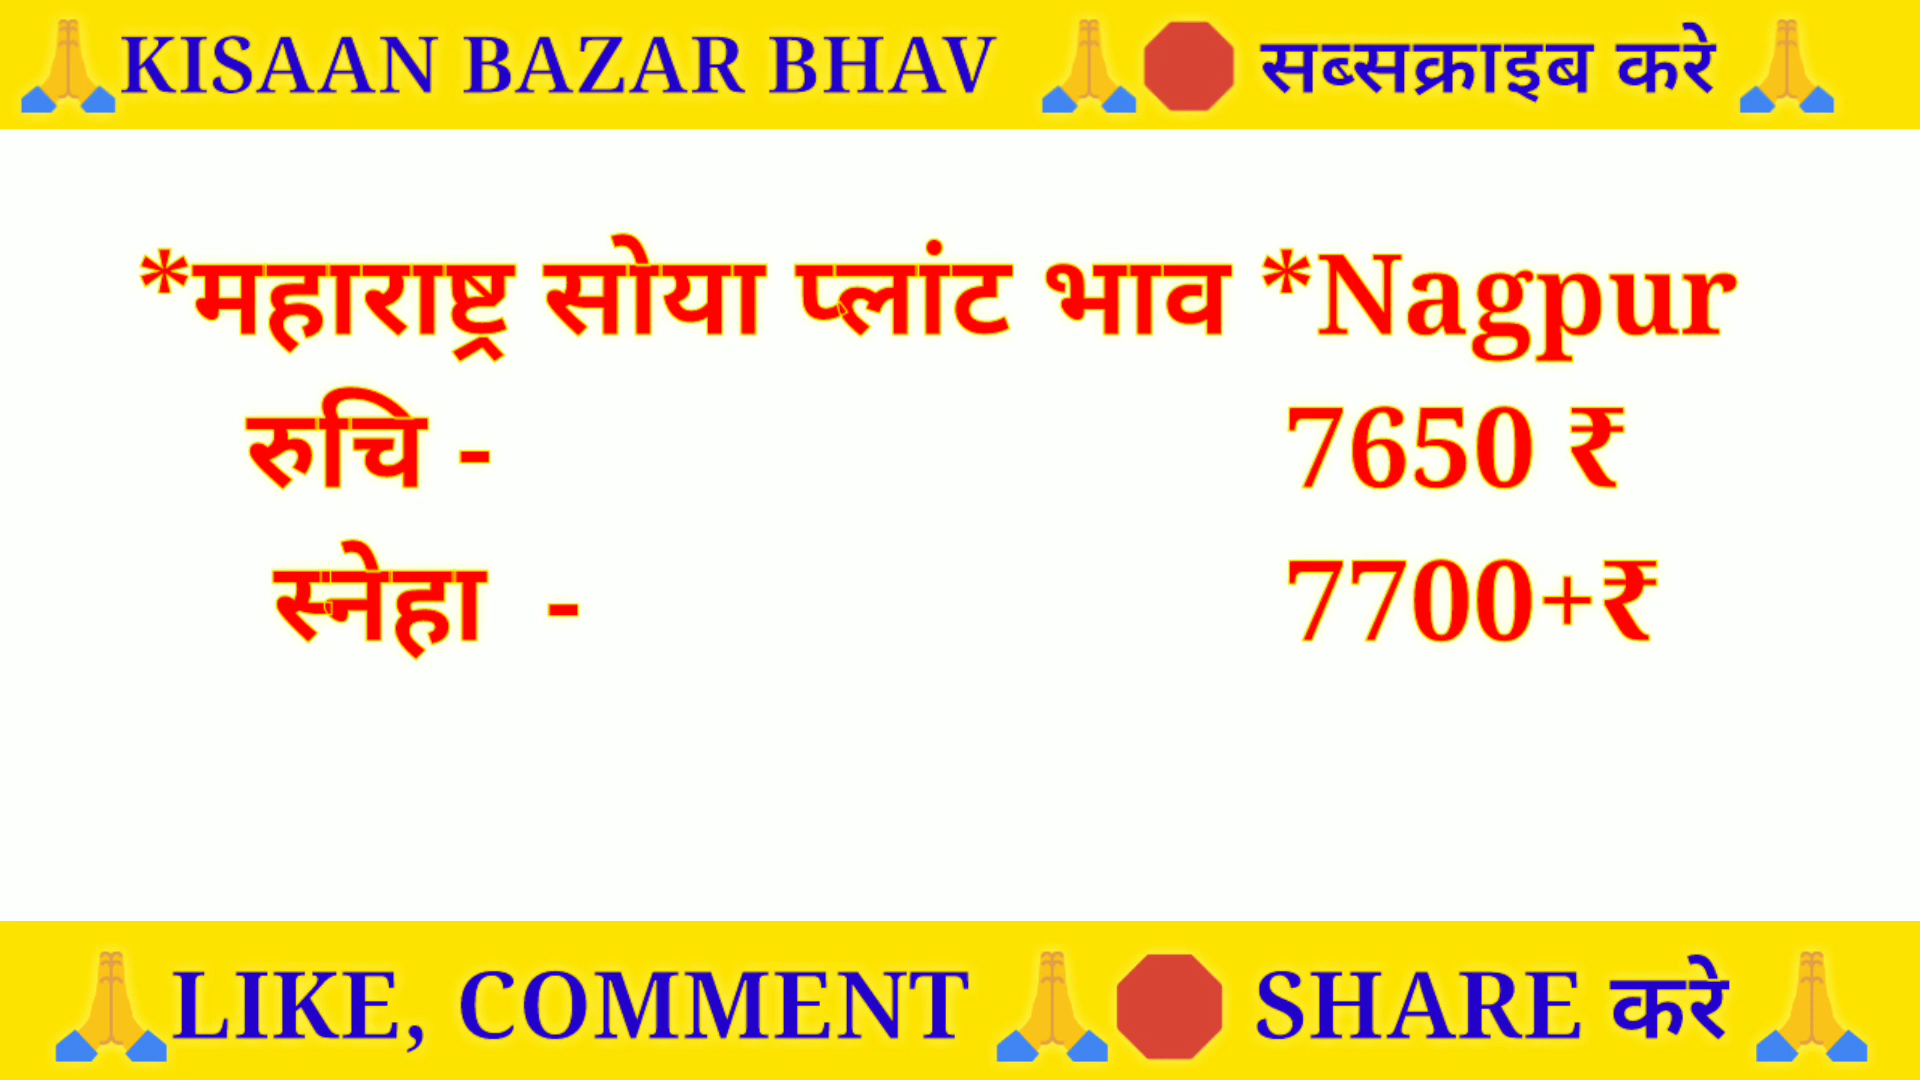 🙏KISAAN BAZAR BHAV 🙏🛑 सब्सक्राइब करे 🙏
*महाराष्ट्र सोया प्लांट भाव *Nagpur
रुचि - 7650 ₹
स्नेहा - 7700+₹
🙏LIKE, COMMENT 🙏🛑 SHARE करे 🙏